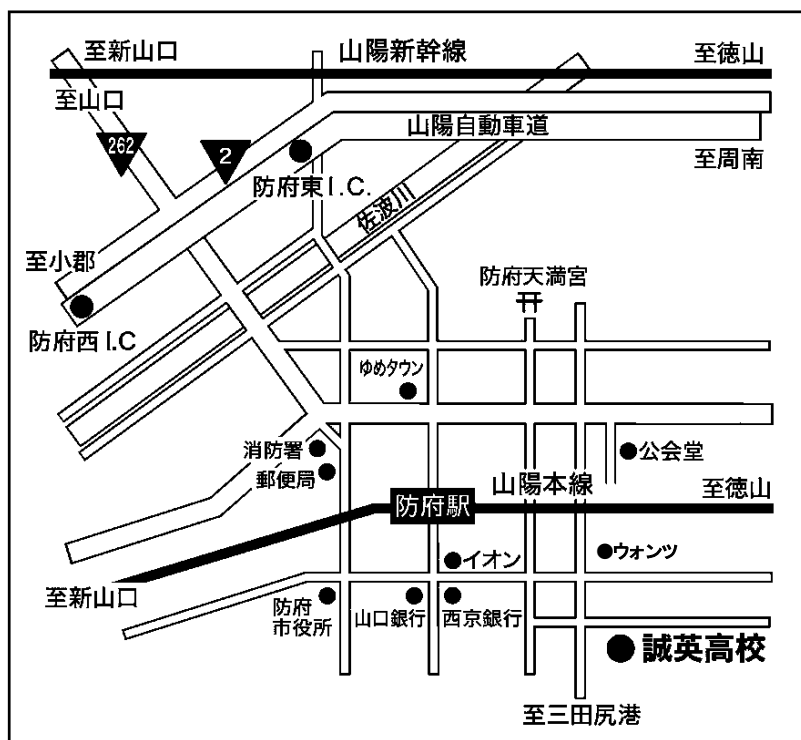 至新山口
山陽新幹線
至徳山
至山口
262
2
山陽自動車道
至周南
防府東I.C.
佐波川
至小郡
防府西I.C
防府天満宮
ゆめタウン
消防署
郵便局
公会堂
山陽本線
至徳山
防府駅
イオン
ウォンツ
至新山口
防府
市役所
山口銀行
西京銀行
誠英高校
至三田尻港